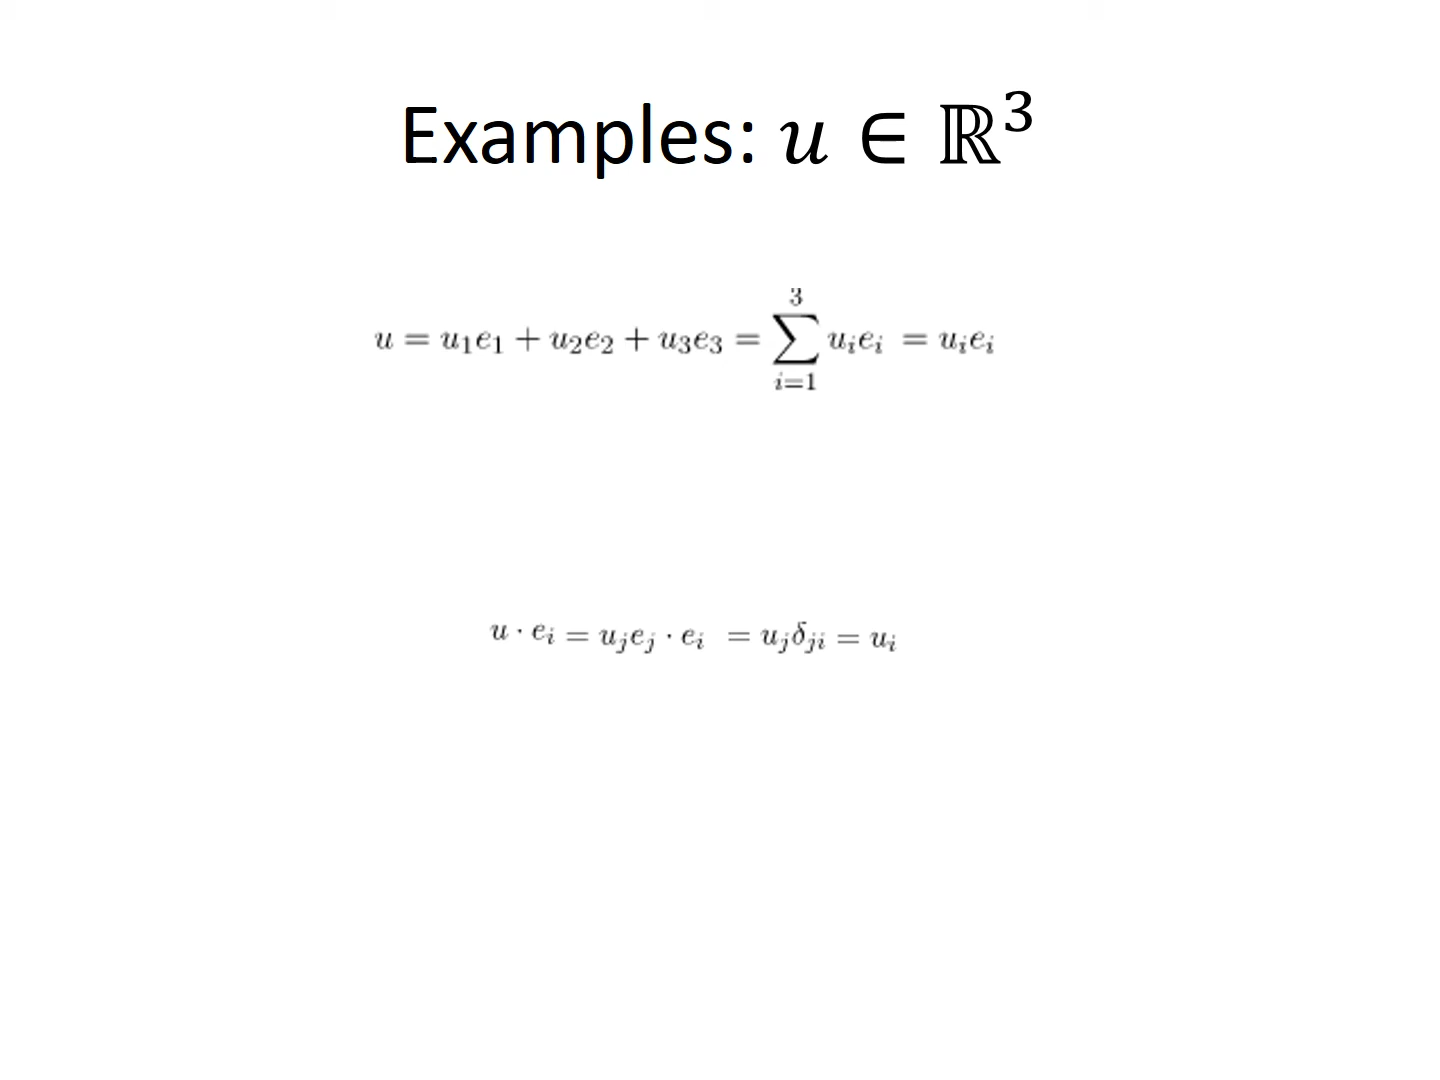 Examples: 𝑢 ∈ ℝ³
u = u₁e₁ + u₂e₂ + u₃e₃ = ∑³ᵢ₌₁ uᵢeᵢ = uᵢeᵢ
u · eᵢ = uⱼeⱼ · eᵢ = uⱼδⱼᵢ = uᵢ